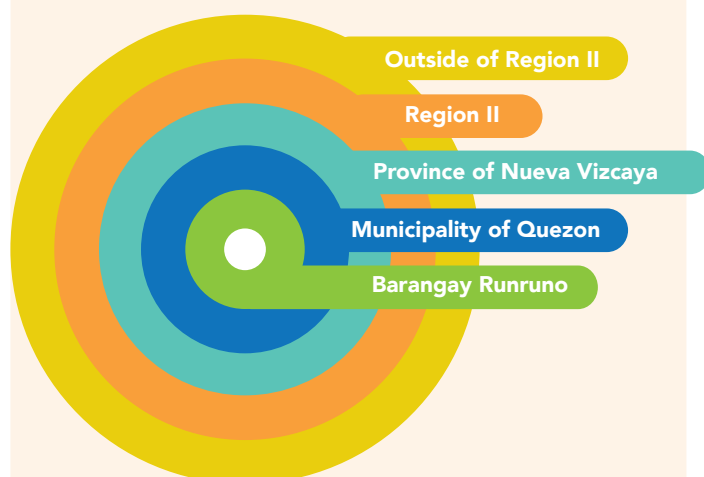 Outside of Region II
Region II
Province of Nueva Vizcaya
Municipality of Quezon
Barangay Runruno